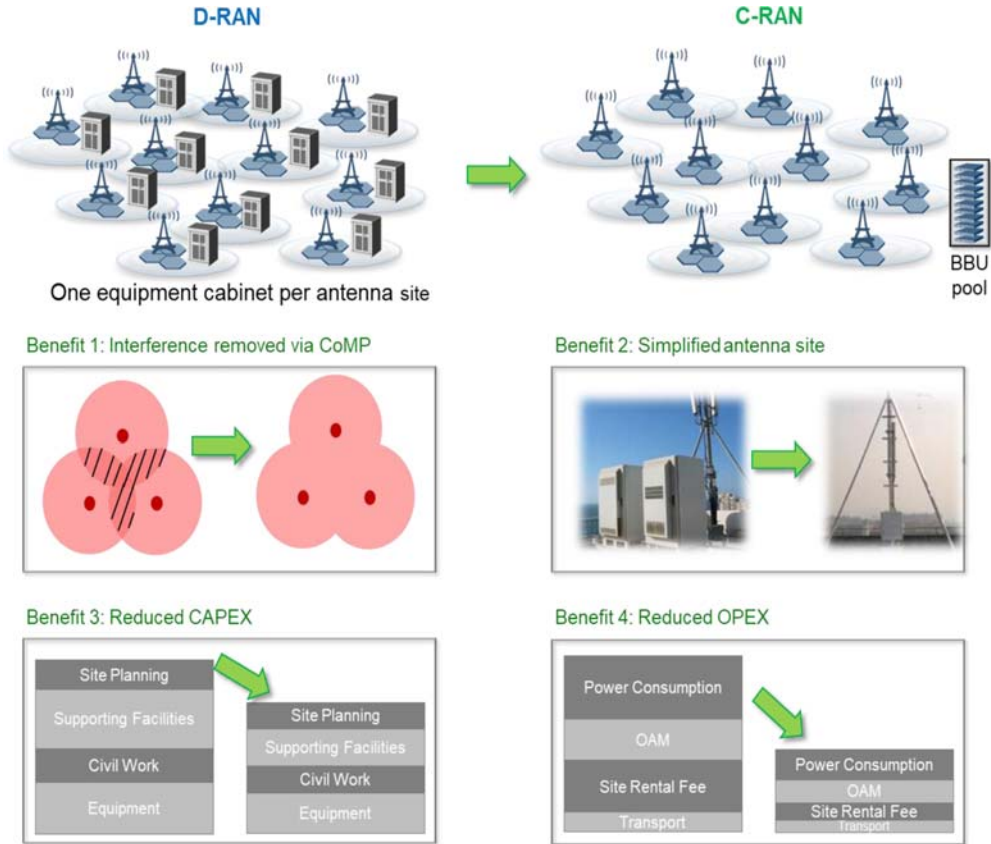 D-RAN
C-RAN
One equipment cabinet per antenna site
BBU
pool
Benefit 1: Interference removed via CoMP
Benefit 2: Simplified antenna site
Benefit 3: Reduced CAPEX
Site Planning
Supporting Facilities
Civil Work
Equipment
Site Planning
Supporting Facilities
Civil Work
Equipment
Benefit 4: Reduced OPEX
Power Consumption
OAM
Site Rental Fee
Transport
Power Consumption
OAM
Site Rental Fee
Transport